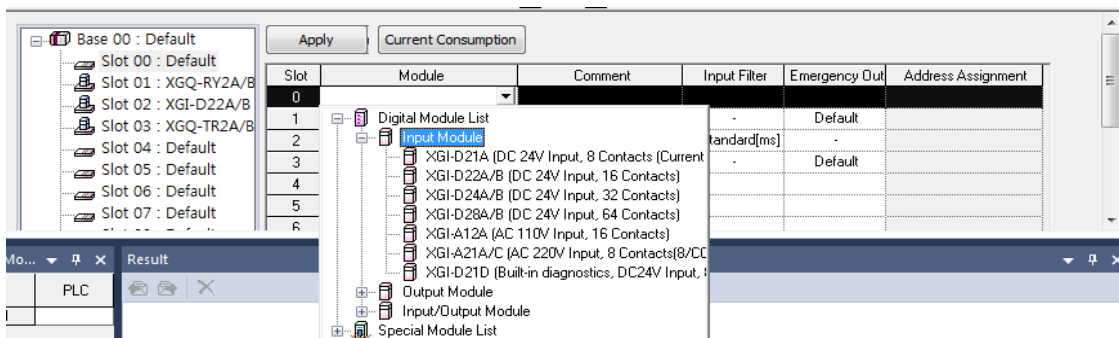 Base 00 : Default
Slot 00 : Default
Slot 01 : XGQ-RY2A/B
Slot 02 : XGI-D22A/B
Slot 03 : XGQ-TR2A/B
Slot 04 : Default
Slot 05 : Default
Slot 06 : Default
Slot 07 : Default
Apply
Current Consumption
Slot Module Comment Input Filter Emergency Out Address Assignment
0
1 - Default
2 tandard[ms] -
3 - Default
4
5
6
Digital Module List
Input Module
XGI-D21A (DC 24V Input, 8 Contacts (Current
XGI-D22A/B (DC 24V Input, 16 Contacts)
XGI-D24A/B (DC 24V Input, 32 Contacts)
XGI-D28A/B (DC 24V Input, 64 Contacts)
XGI-A12A (AC 110V Input, 16 Contacts)
XGI-A21A/C (AC 220V Input, 8 Contacts(8/CO
XGI-D21D (Built-in diagnostics, DC24V Input,
Output Module
Input/Output Module
Special Module List
Mo...
PLC
Result